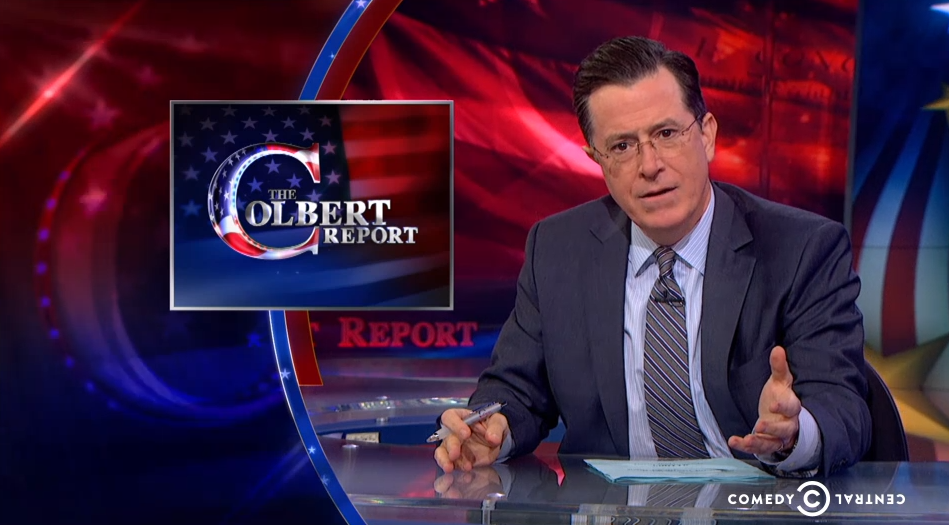 THE
COLBERT
REPORT
REPORT
COMEDY CENTRAL